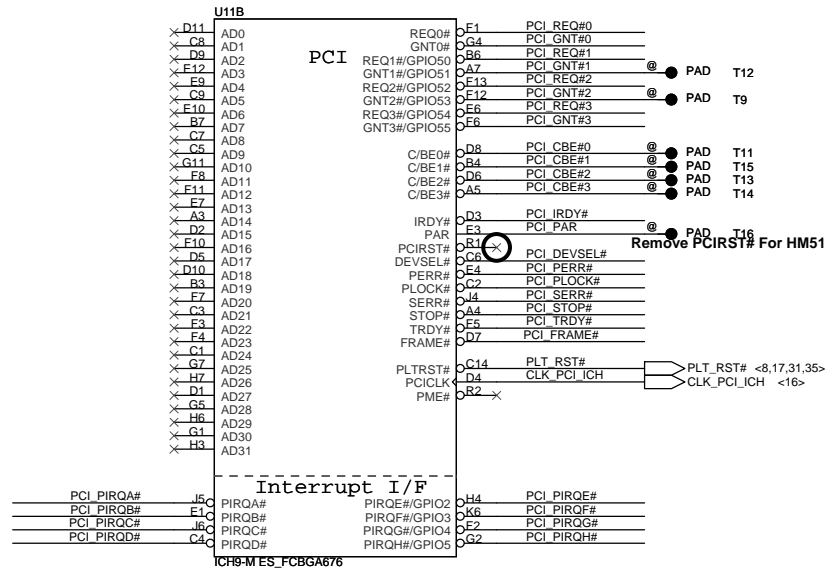 U11B
PCI
D11 AD0 REQ0# F1 PCI_REQ#0
C8 AD1 GNT0# G4 PCI_GNT#0
D9 AD2 REQ1#/GPIO50 B6 PCI_REQ#1
E12 AD3 GNT1#/GPIO51 A7 PCI_GNT#1 @ PAD T12
E9 AD4 REQ2#/GPIO52 F13 PCI_REQ#2
C9 AD5 GNT2#/GPIO53 F12 PCI_GNT#2 @ PAD T9
E10 AD6 REQ3#/GPIO54 E6 PCI_REQ#3
B7 AD7 GNT3#/GPIO55 F6 PCI_GNT#3
C7 AD8
C5 AD9 C/BE0# D8 PCI_CBE#0 @ PAD T11
G11 AD10 C/BE1# B4 PCI_CBE#1 @ PAD T15
F8 AD11 C/BE2# D6 PCI_CBE#2 @ PAD T13
F11 AD12 C/BE3# A5 PCI_CBE#3 @ PAD T14
E7 AD13
A3 AD14 IRDY# D3 PCI_IRDY#
D2 AD15 PAR E3 PCI_PAR @ PAD T16
F10 AD16 PCIRST# R1 Remove PCIRST# For HM51
D5 AD17 DEVSEL# C6 PCI_DEVSEL#
D10 AD18 PERR# E4 PCI_PERR#
B3 AD19 PLOCK# C2 PCI_PLOCK#
F7 AD20 SERR# J4 PCI_SERR#
C3 AD21 STOP# A4 PCI_STOP#
F3 AD22 TRDY# F5 PCI_TRDY#
F4 AD23 FRAME# D7 PCI_FRAME#
C1 AD24
G7 AD25 PLTRST# C14 PLT_RST# PLT_RST# <8,17,31,35>
H7 AD26 PCICLK D4 CLK_PCI_ICH CLK_PCI_ICH <16>
D1 AD27 PME# R2
G5 AD28
H6 AD29
G1 AD30
H3 AD31
Interrupt I/F
PCI_PIRQA# J5 PIRQA# PIRQE#/GPIO2 H4 PCI_PIRQE#
PCI_PIRQB# E1 PIRQB# PIRQF#/GPIO3 K6 PCI_PIRQF#
PCI_PIRQC# J6 PIRQC# PIRQG#/GPIO4 F2 PCI_PIRQG#
PCI_PIRQD# C4 PIRQD# PIRQH#/GPIO5 G2 PCI_PIRQH#
ICH9-M ES_FCBGA676